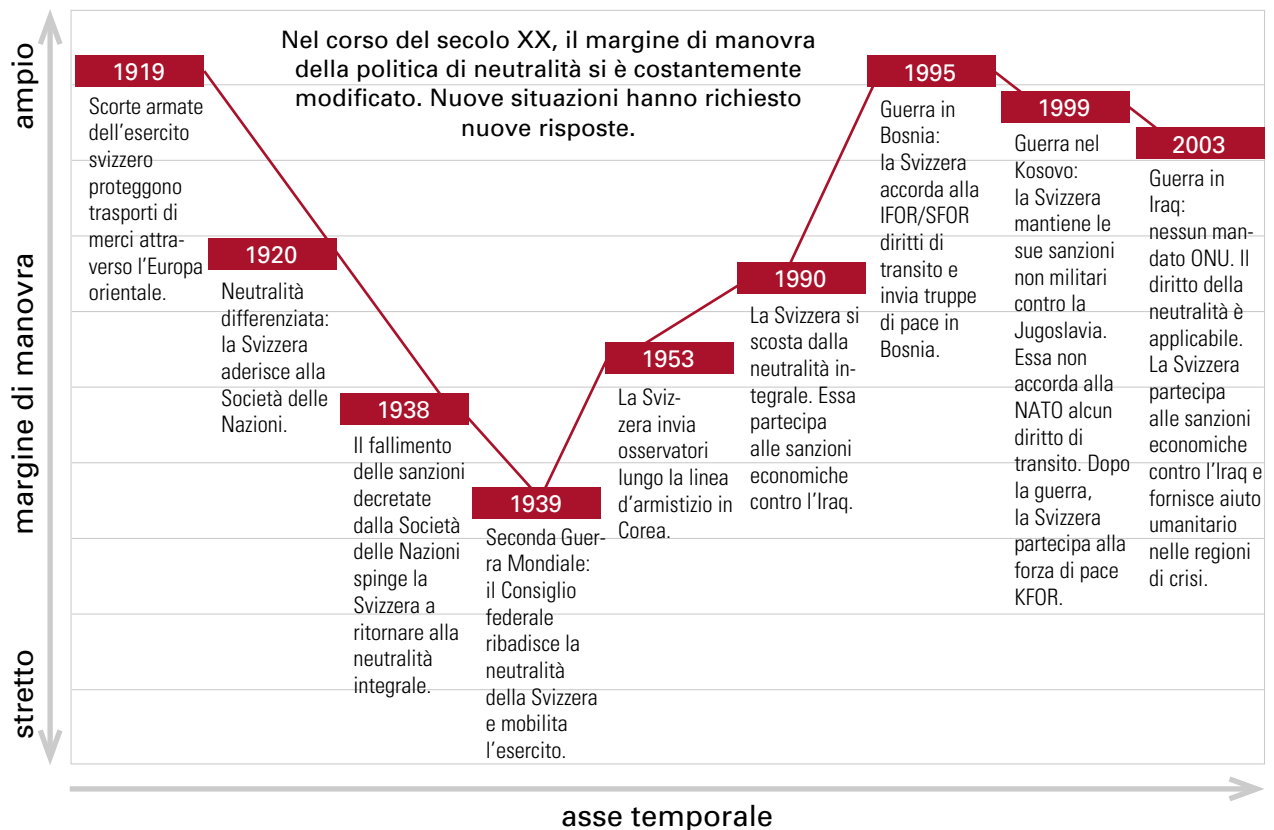 Nel corso del secolo XX, il margine di manovra
della politica di neutralità si è costantemente
modificato. Nuove situazioni hanno richiesto
nuove risposte.
ampio
margine di manovra
stretto
1919
Scorte armate
dell'esercito
svizzero
proteggono
trasporti di
merci attra-
verso l'Europa
orientale.
1920
Neutralità
differenziata:
la Svizzera
aderisce alla
Società delle
Nazioni.
1938
Il fallimento
delle sanzioni
decretate
dalla Società
delle Nazioni
spinge la
Svizzera a
ritornare alla
neutralità
integrale.
1939
Seconda Guer-
ra Mondiale:
il Consiglio
federale
ribadisce la
neutralità
della Svizzera
e mobilita
l'esercito.
1953
La Sviz-
zera invia
osservatori
lungo la linea
d'armistizio in
Corea.
1990
La Svizzera si
scosta dalla
neutralità in-
tegrale. Essa
partecipa
alle sanzioni
economiche
contro l'Iraq.
1995
Guerra in
Bosnia:
la Svizzera
accorda alla
IFOR/SFOR
diritti di
transito e
invia truppe
di pace in
Bosnia.
1999
Guerra nel
Kosovo:
la Svizzera
mantiene le
sue sanzioni
non militari
contro la
Jugoslavia.
Essa non
accorda alla
NATO alcun
diritto di
transito. Dopo
la guerra,
la Svizzera
partecipa alla
forza di pace
KFOR.
2003
Guerra in
Iraq:
nessun man-
dato ONU. Il
diritto della
neutralità è
applicabile.
La Svizzera
partecipa
alle sanzioni
economiche
contro l'Iraq e
fornisce aiuto
umanitario
nelle regioni
di crisi.
asse temporale